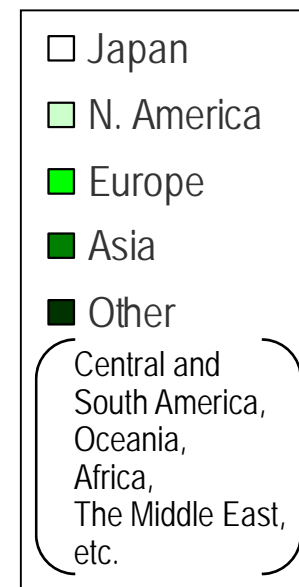 Japan
N. America
Europe
Asia
Other
Central and
South America,
Oceania,
Africa,
The Middle East,
etc.